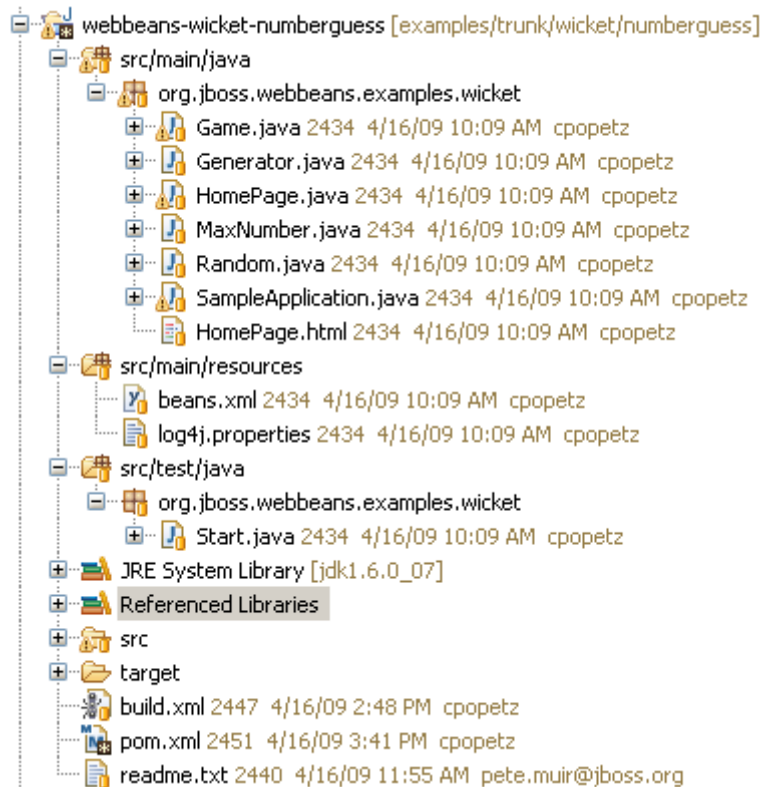 webbeans-wicket-numberguess [examples/trunk/wicket/numberguess]
src/main/java
org.jboss.webbeans.examples.wicket
Game.java 2434 4/16/09 10:09 AM cpopetz
Generator.java 2434 4/16/09 10:09 AM cpopetz
HomePage.java 2434 4/16/09 10:09 AM cpopetz
MaxNumber.java 2434 4/16/09 10:09 AM cpopetz
Random.java 2434 4/16/09 10:09 AM cpopetz
SampleApplication.java 2434 4/16/09 10:09 AM cpopetz
HomePage.html 2434 4/16/09 10:09 AM cpopetz
src/main/resources
beans.xml 2434 4/16/09 10:09 AM cpopetz
log4j.properties 2434 4/16/09 10:09 AM cpopetz
src/test/java
org.jboss.webbeans.examples.wicket
Start.java 2434 4/16/09 10:09 AM cpopetz
JRE System Library [jdk1.6.0_07]
Referenced Libraries
src
target
build.xml 2447 4/16/09 2:48 PM cpopetz
pom.xml 2451 4/16/09 3:41 PM cpopetz
readme.txt 2440 4/16/09 11:55 AM pete.muir@jboss.org